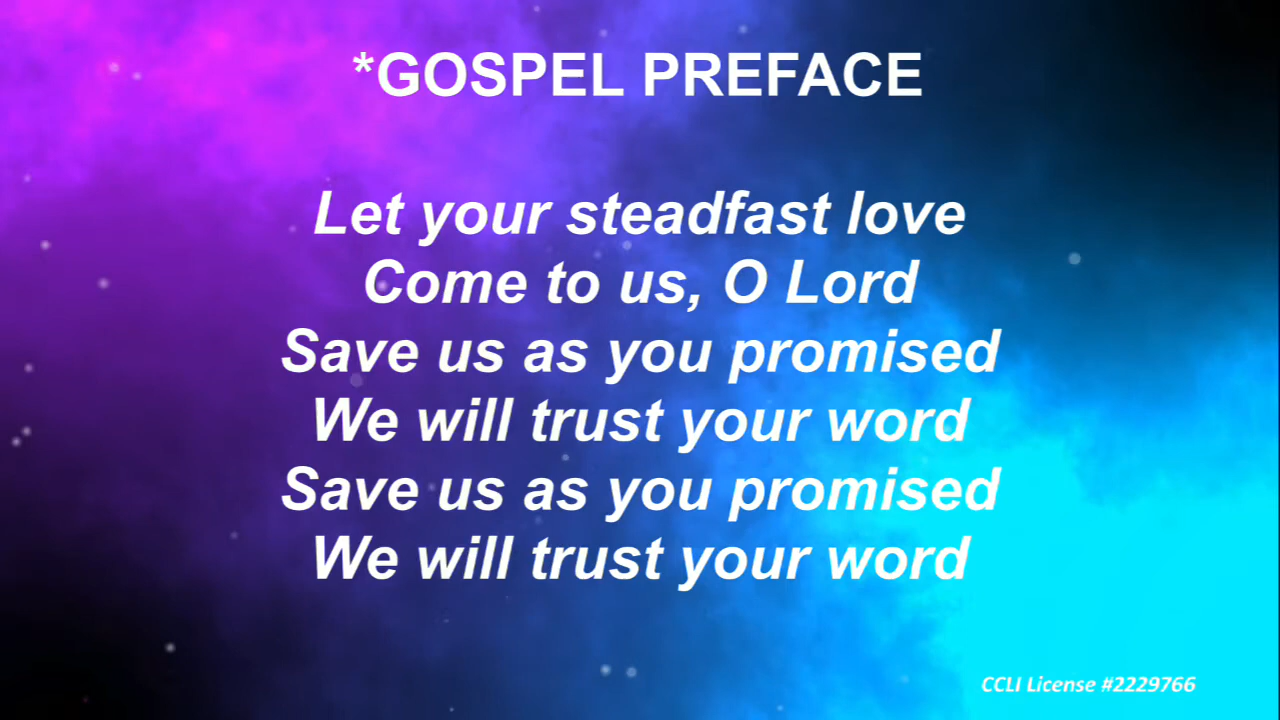 *GOSPEL PREFACE
Let your steadfast love
Come to us, O Lord
Save us as you promised
We will trust your word
Save us as you promised
We will trust your word
CCLI License #2229766